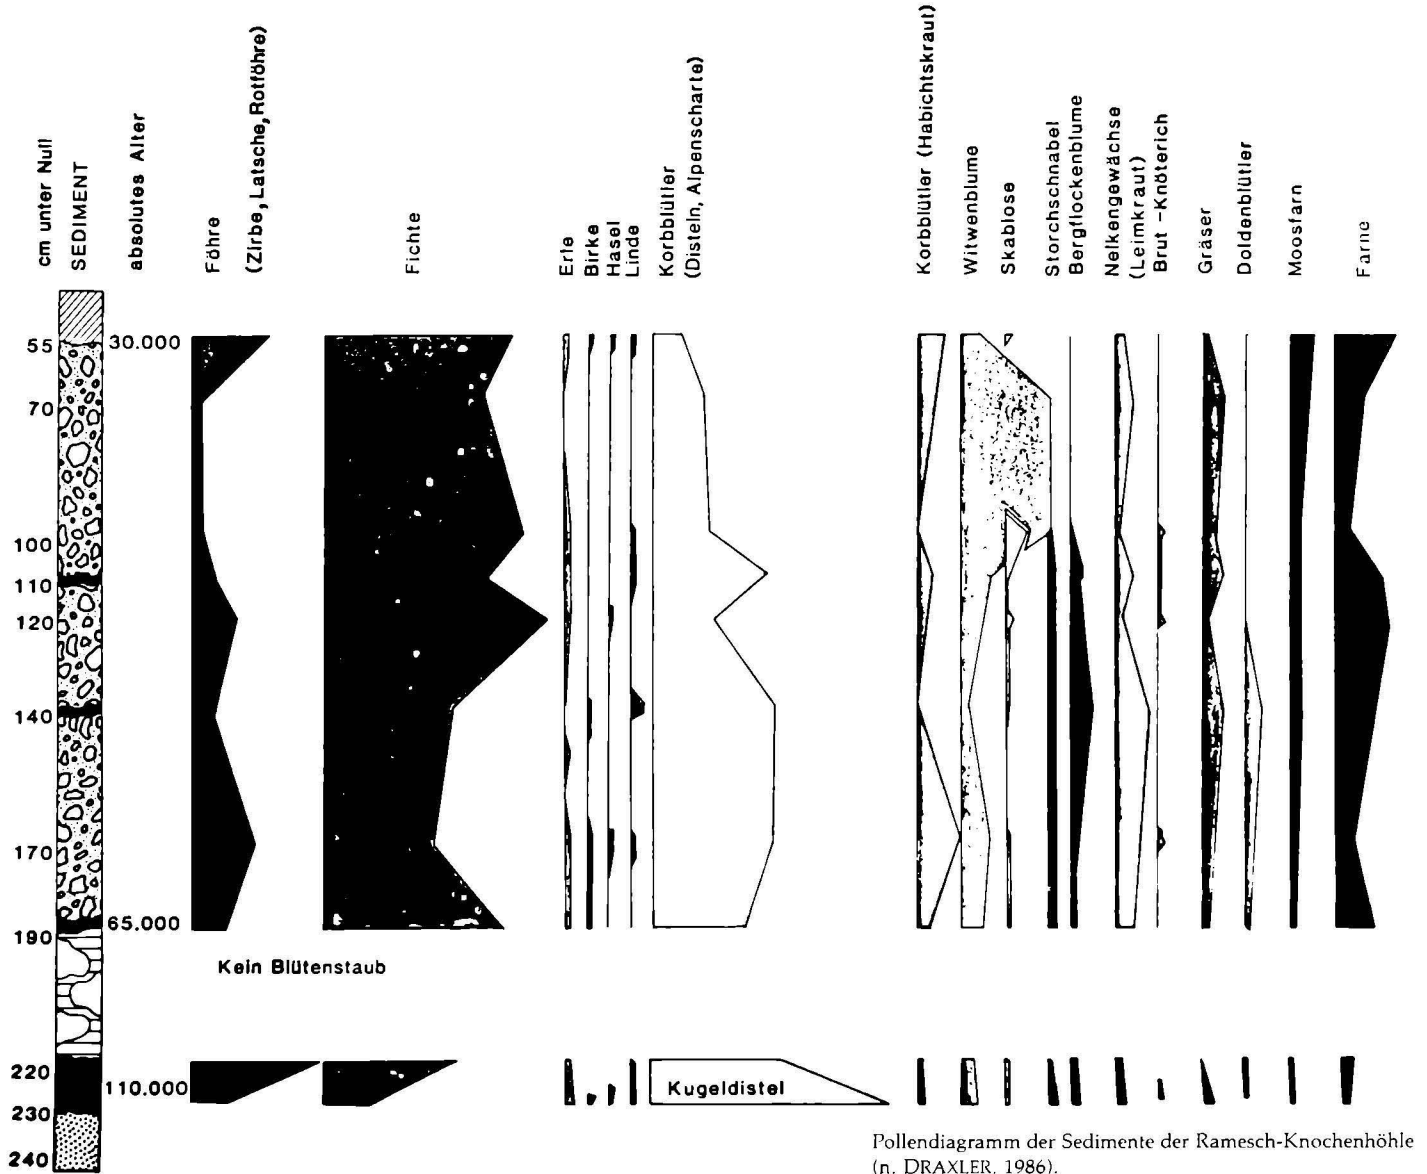 cm unter Null
SEDIMENT
absolutes Alter
Föhre
(Zirbe, Latsche, Rotföhre)
Fichte
Erle
Birke
Hasel
Linde
Korbblütler
(Disteln, Alpenscharte)
Korbblütler (Habichtskraut)
Witwenblume
Skabiose
Storchschnabel
Bergflockenblume
Nelkengewächse
(Leimkraut)
Brut-Knöterich
Gräser
Doldenblütler
Moosfarn
Farne
55
30.000
70
100
110
120
140
170
65.000
190
Kein Blütenstaub
220
110.000
Kugeldistel
230
240
Pollendiagramm der Sedimente der Ramesch-Knochenhöhle
(n. DRAXLER, 1986).